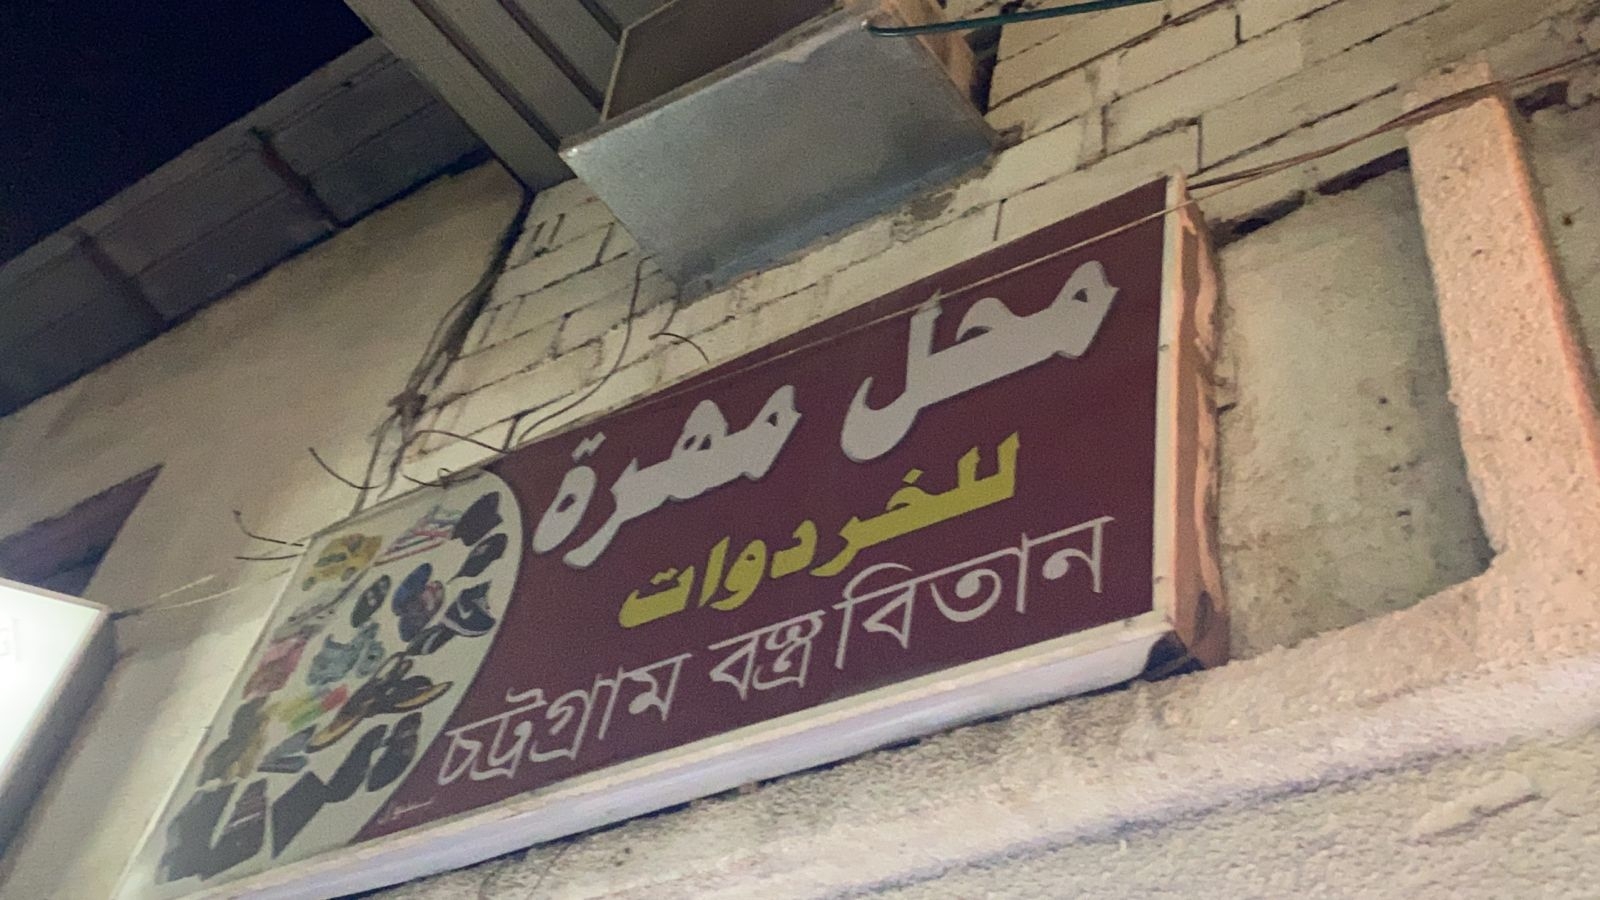 محل مهرة
للخردوات
চট্টগ্রাম বস্ত্র বিতান